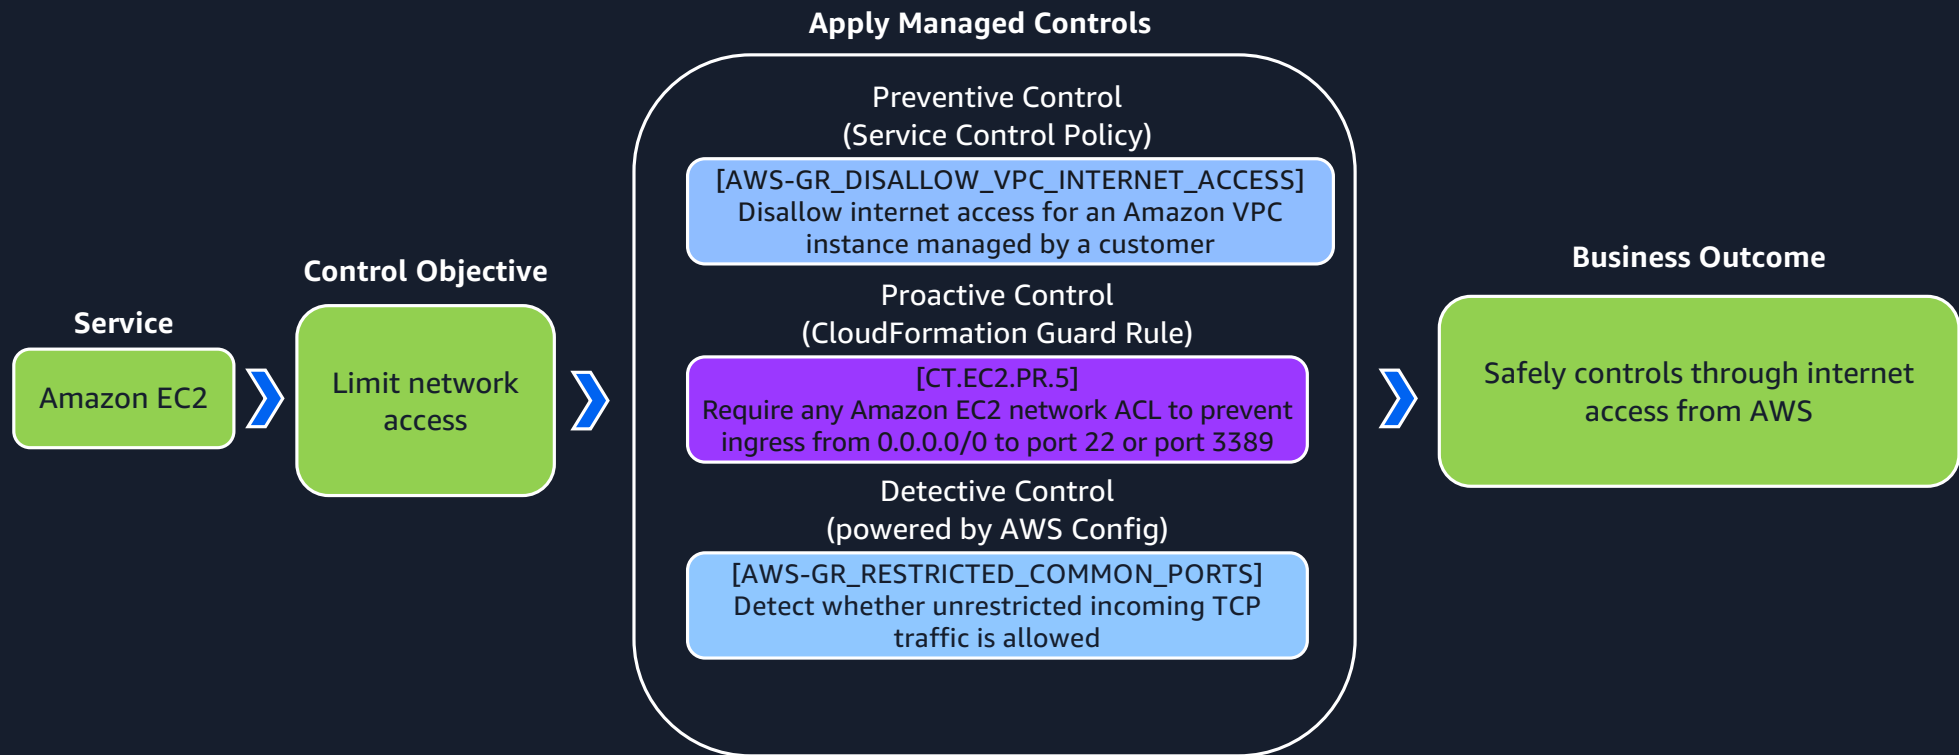 Apply Managed Controls
Service
Amazon EC2
Control Objective
Limit network
access
Preventive Control
(Service Control Policy)
[AWS-GR_DISALLOW_VPC_INTERNET_ACCESS]
Disallow internet access for an Amazon VPC
instance managed by a customer
Proactive Control
(CloudFormation Guard Rule)
[CT.EC2.PR.5]
Require any Amazon EC2 network ACL to prevent
ingress from 0.0.0.0/0 to port 22 or port 3389
Detective Control
(powered by AWS Config)
[AWS-GR_RESTRICTED_COMMON_PORTS]
Detect whether unrestricted incoming TCP
traffic is allowed
Business Outcome
Safely controls through internet
access from AWS